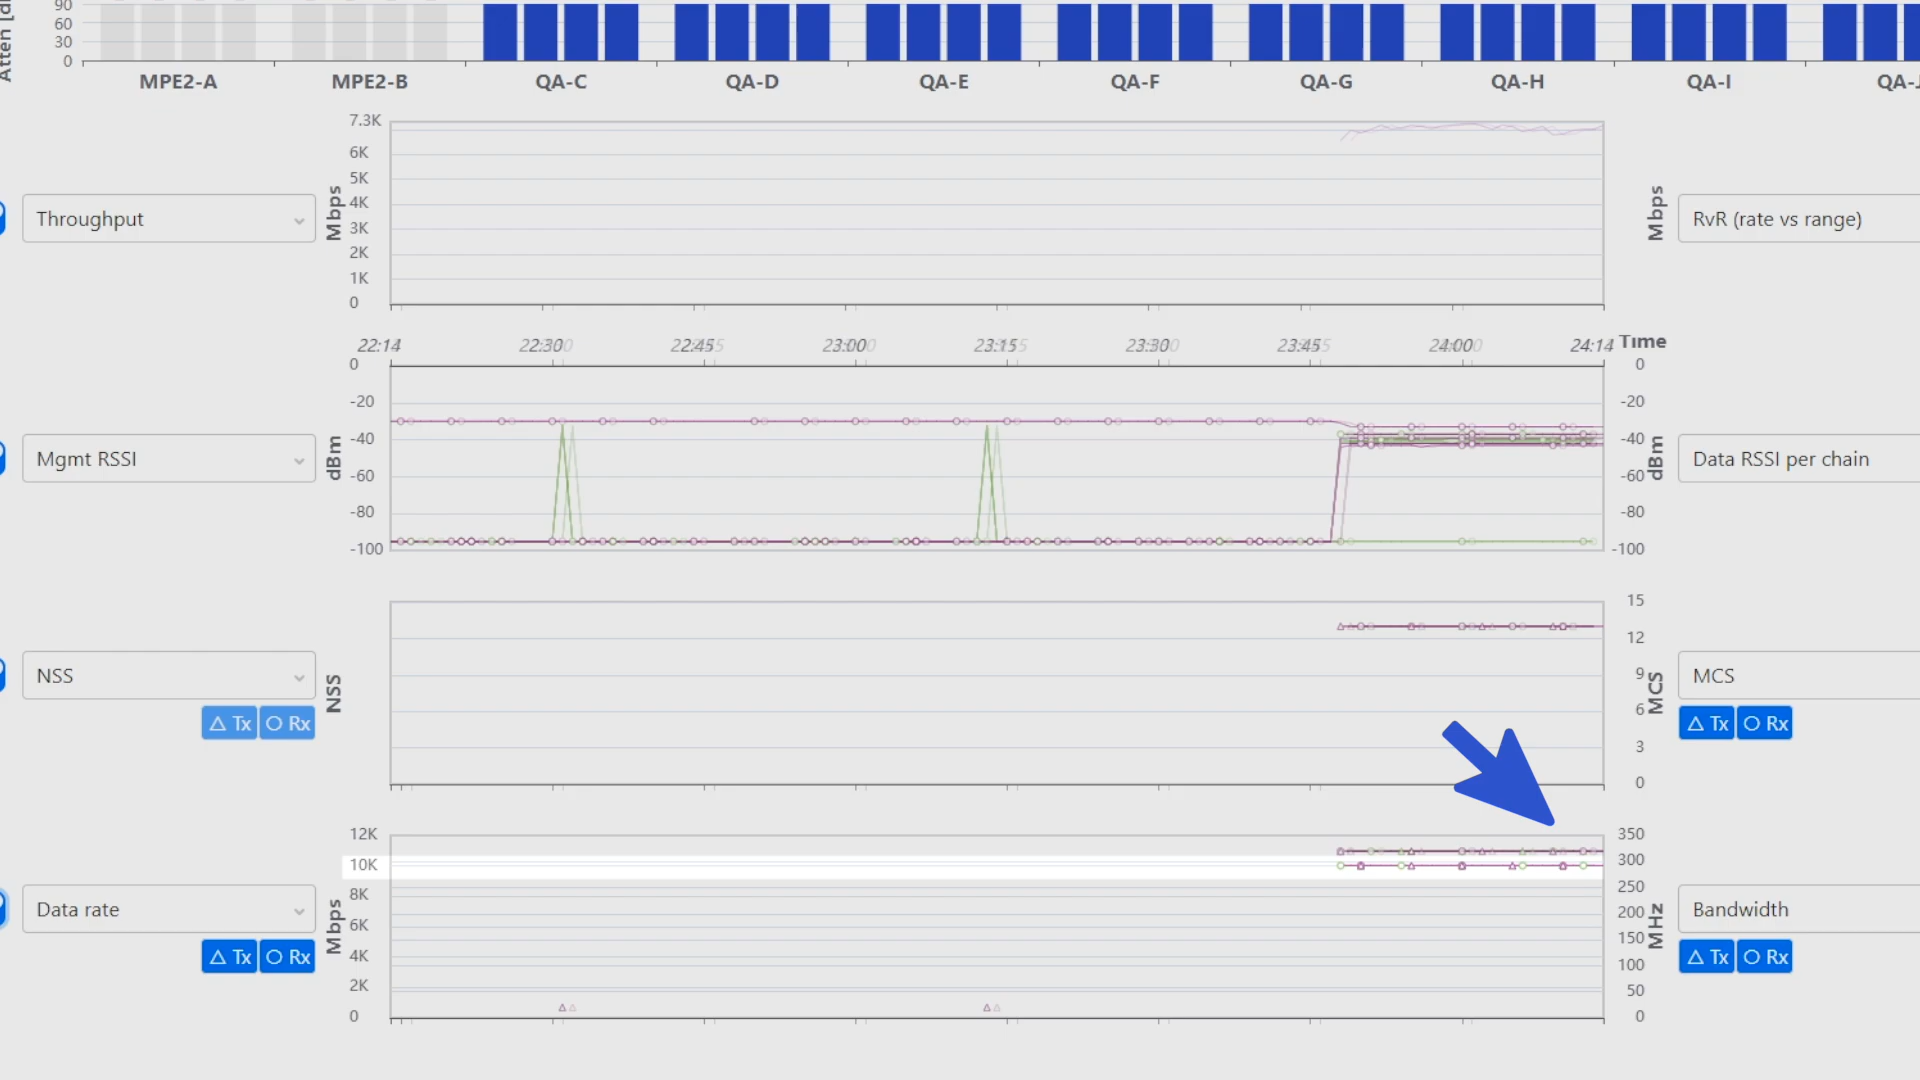 Atten
90
60
30
0
MPE2-A MPE2-B QA-C QA-D QA-E QA-F QA-G QA-H QA-I
7.3K
6K
5K
4K
3K
2K
1K
0
Mbps
Throughput
Mbps
RvR (rate vs range)
22:14 22:30 22:45 23:00 23:15 23:30 23:45 24:00 24:14 Time
0
-20
-40
-60
-80
-100
dBm
Mgmt RSSI
0
-20
-40
-60
-80
-100
dBm
Data RSSI per chain
NSS
NSS
△ Tx ○ Rx
15
12
9
6
3
0
MCS
MCS
△ Tx ○ Rx
12K
10K
8K
6K
4K
2K
0
Mbps
Data rate
△ Tx ○ Rx
350
300
250
200
150
100
50
0
MHz
Bandwidth
△ Tx ○ Rx